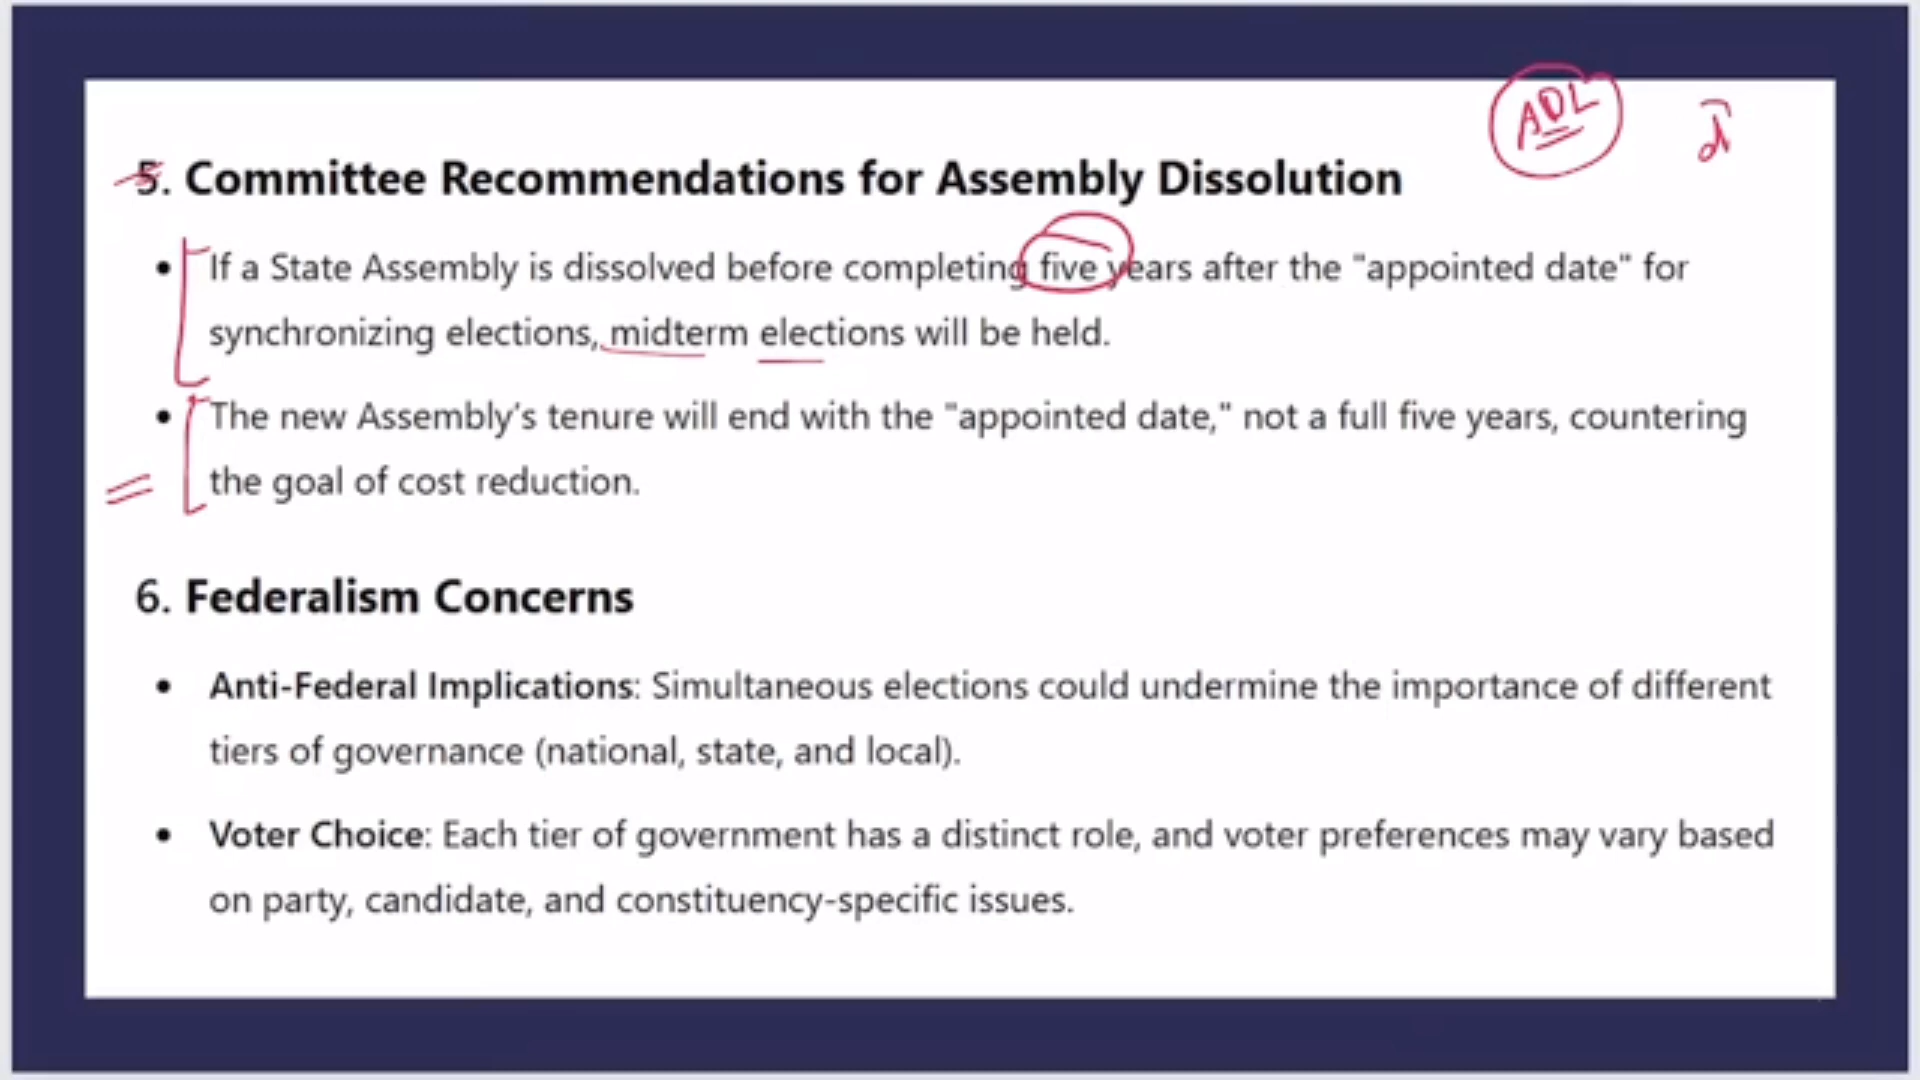 ADL
5. Committee Recommendations for Assembly Dissolution
• If a State Assembly is dissolved before completing five years after the "appointed date" for
synchronizing elections, midterm elections will be held.
• The new Assembly's tenure will end with the "appointed date," not a full five years, countering
the goal of cost reduction.
6. Federalism Concerns
• Anti-Federal Implications: Simultaneous elections could undermine the importance of different
tiers of governance (national, state, and local).
• Voter Choice: Each tier of government has a distinct role, and voter preferences may vary based
on party, candidate, and constituency-specific issues.